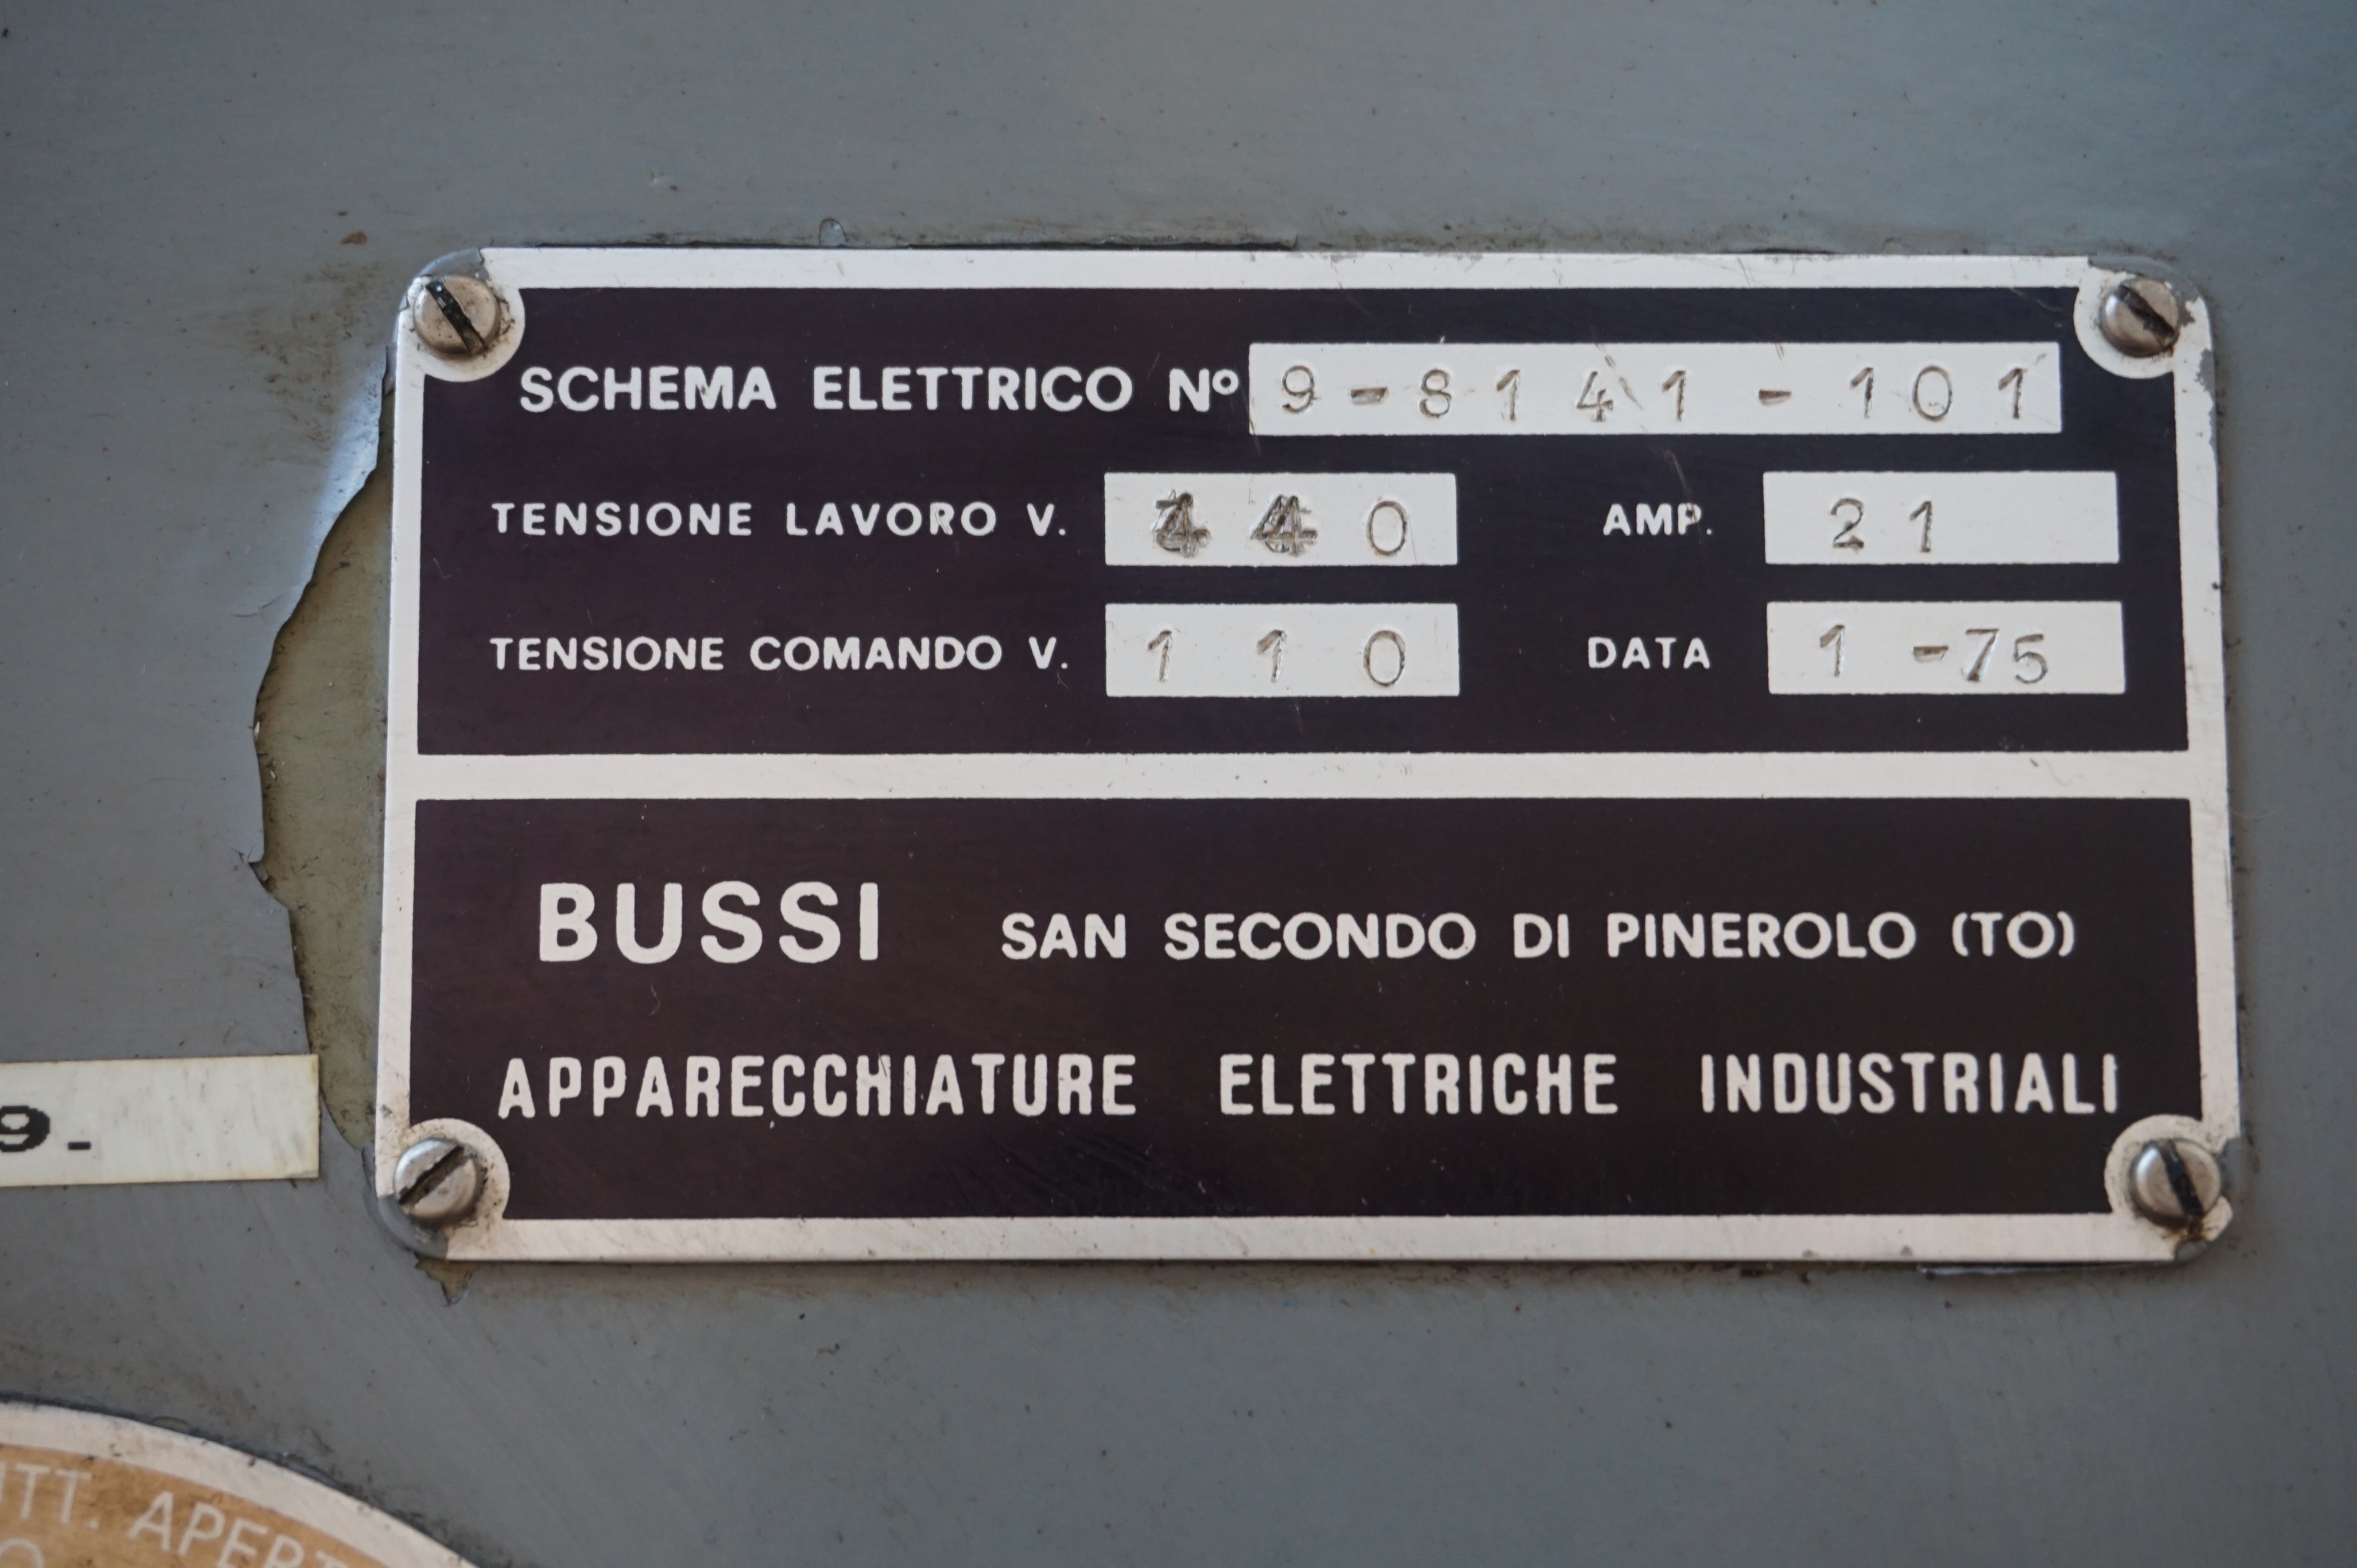 SCHEMA ELETTRICO Nº 9-8141-101
TENSIONE LAVORO V. 440 AMP. 21
TENSIONE COMANDO V. 110 DATA 1-75
BUSSI SAN SECONDO DI PINEROLO (TO)
APPARECCHIATURE ELETTRICHE INDUSTRIALI
9.-